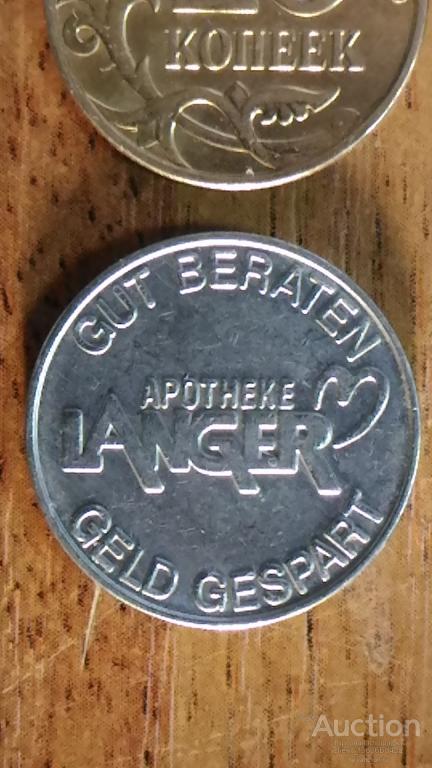 КОПЕЕК
GUT BERATEN
APOTHEKE
LANGER
GELD GESPART
Auction